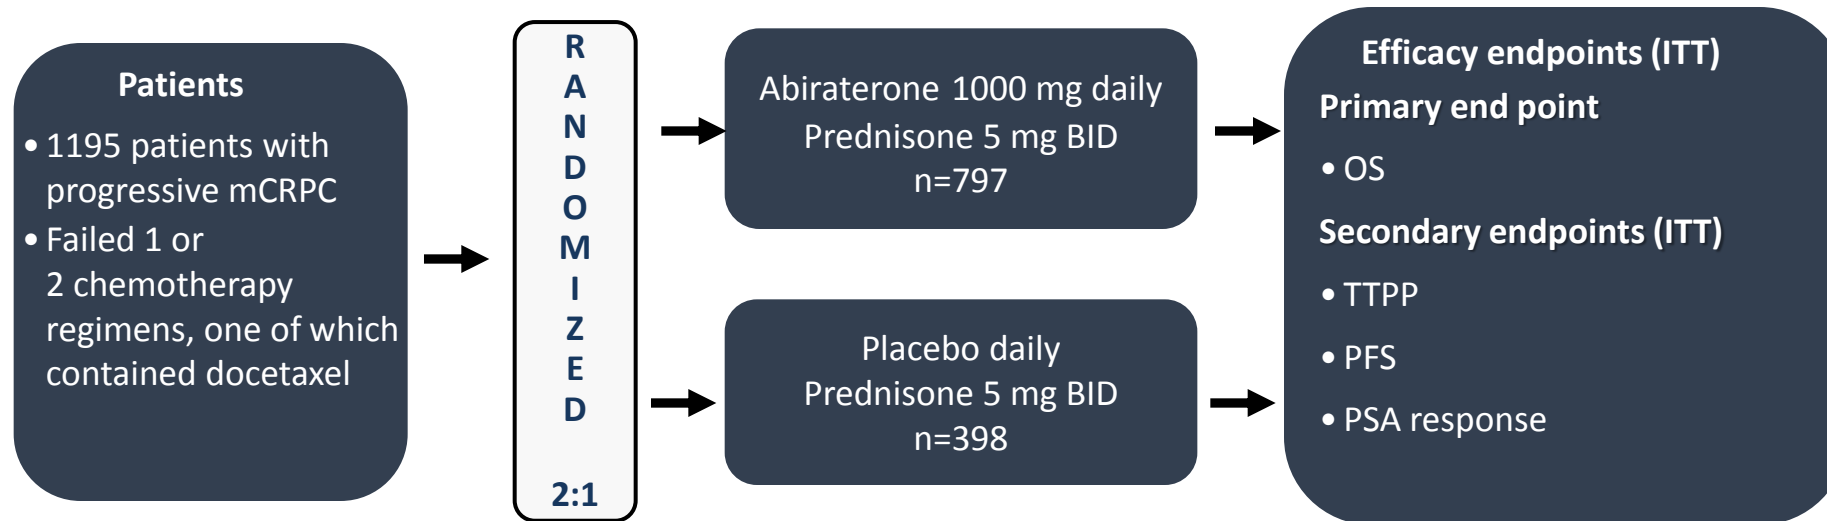 Patients
• 1195 patients with
progressive mCRPC
• Failed 1 or
2 chemotherapy
regimens, one of which
contained docetaxel
R
A
N
D
O
M
I
Z
E
D
2:1
Abiraterone 1000 mg daily
Prednisone 5 mg BID
n=797
Placebo daily
Prednisone 5 mg BID
n=398
Efficacy endpoints (ITT)
Primary end point
• OS
Secondary endpoints (ITT)
• TTPP
• PFS
• PSA response